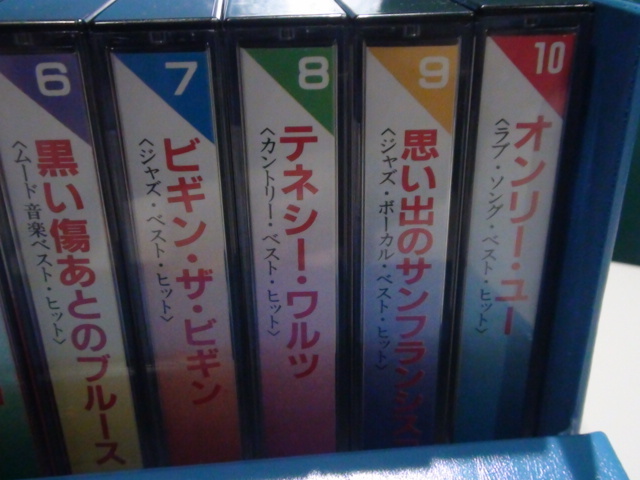 6
黒い傷あとのブルース
〈ムード音楽ベスト・ヒット〉
7
ビギン・ザ・ビギン
〈ジャズ・ベスト・ヒット〉
8
テネシー・ワルツ
〈カントリー・ベスト・ヒット〉
9
思い出のサンフランシスコ
〈ジャズ・ボーカル・ベスト・ヒット〉
10
オンリー・ユー
〈ラブ・ソング・ベスト・ヒット〉